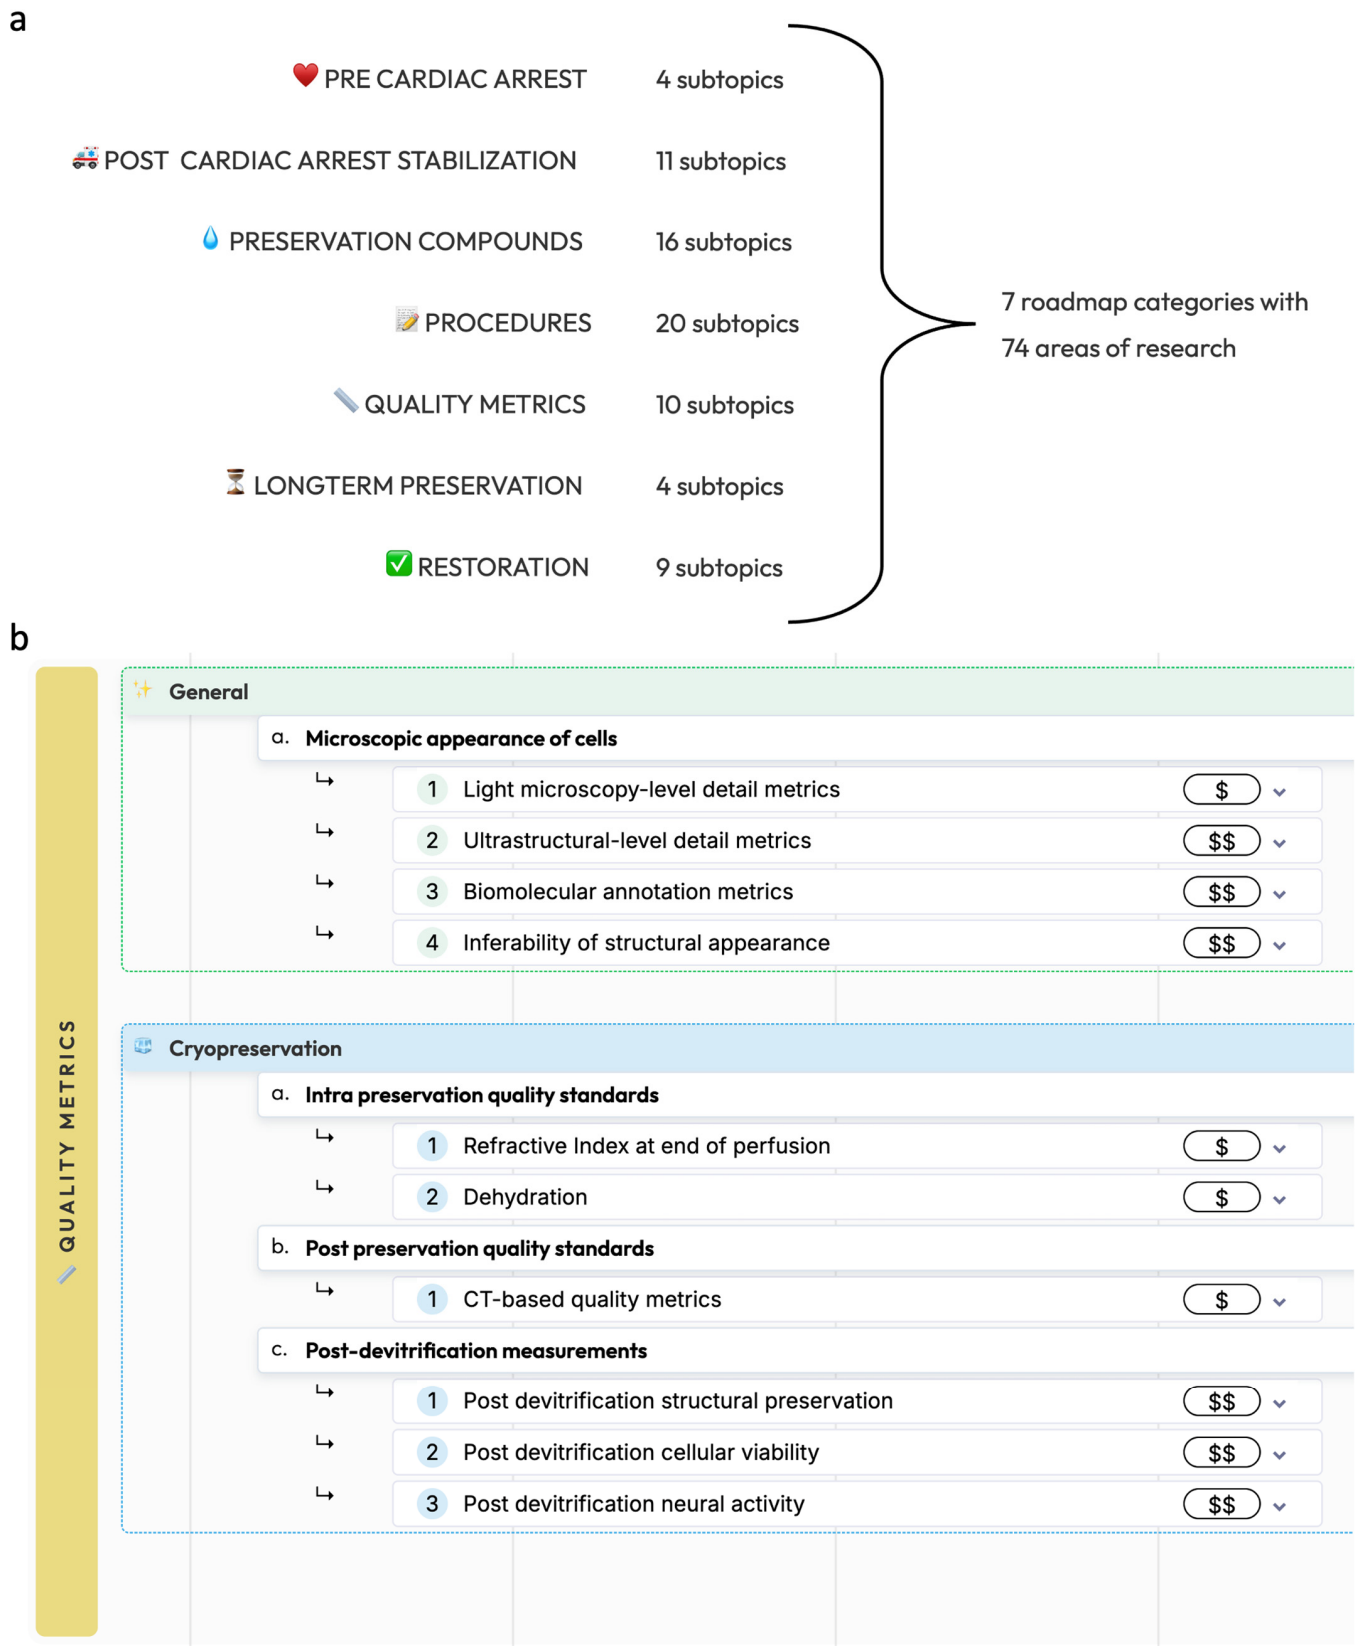 a
PRE CARDIAC ARREST 4 subtopics
POST CARDIAC ARREST STABILIZATION 11 subtopics
PRESERVATION COMPOUNDS 16 subtopics
PROCEDURES 20 subtopics
QUALITY METRICS 10 subtopics
LONGTERM PRESERVATION 4 subtopics
RESTORATION 9 subtopics
7 roadmap categories with
74 areas of research
b
QUALITY METRICS
General
a. Microscopic appearance of cells
1 Light microscopy-level detail metrics $
2 Ultrastructural-level detail metrics $$
3 Biomolecular annotation metrics $$
4 Inferability of structural appearance $$
Cryopreservation
a. Intra preservation quality standards
1 Refractive Index at end of perfusion $
2 Dehydration $
b. Post preservation quality standards
1 CT-based quality metrics $
c. Post-devitrification measurements
1 Post devitrification structural preservation $$
2 Post devitrification cellular viability $$
3 Post devitrification neural activity $$